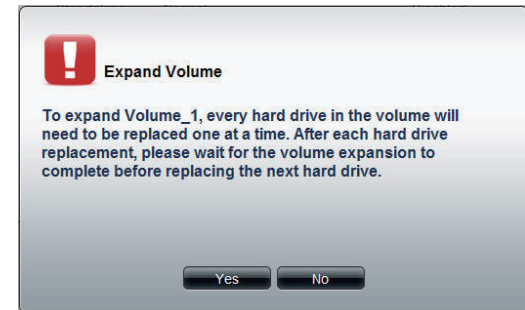 Expand Volume
To expand Volume_1, every hard drive in the volume will
need to be replaced one at a time. After each hard drive
replacement, please wait for the volume expansion to
complete before replacing the next hard drive.
Yes No